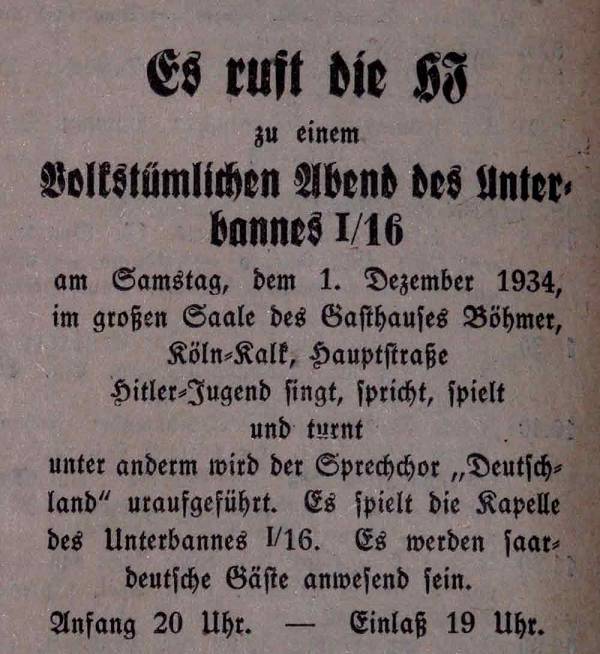 Es ruft die HJ
zu einem
Volkstümlichen Abend des Unter-
bannes I/16
am Samstag, dem 1. Dezember 1934,
im großen Saale des Gasthauses Böhmer,
Köln-Kalk, Hauptstraße
Hitler-Jugend singt, spricht, spielt
und turnt
unter anderm wird der Sprechchor „Deutsch-
land“ uraufgeführt. Es spielt die Kapelle
des Unterbannes I/16. Es werden saar-
deutsche Gäste anwesend sein.
Anfang 20 Uhr. — Einlaß 19 Uhr.